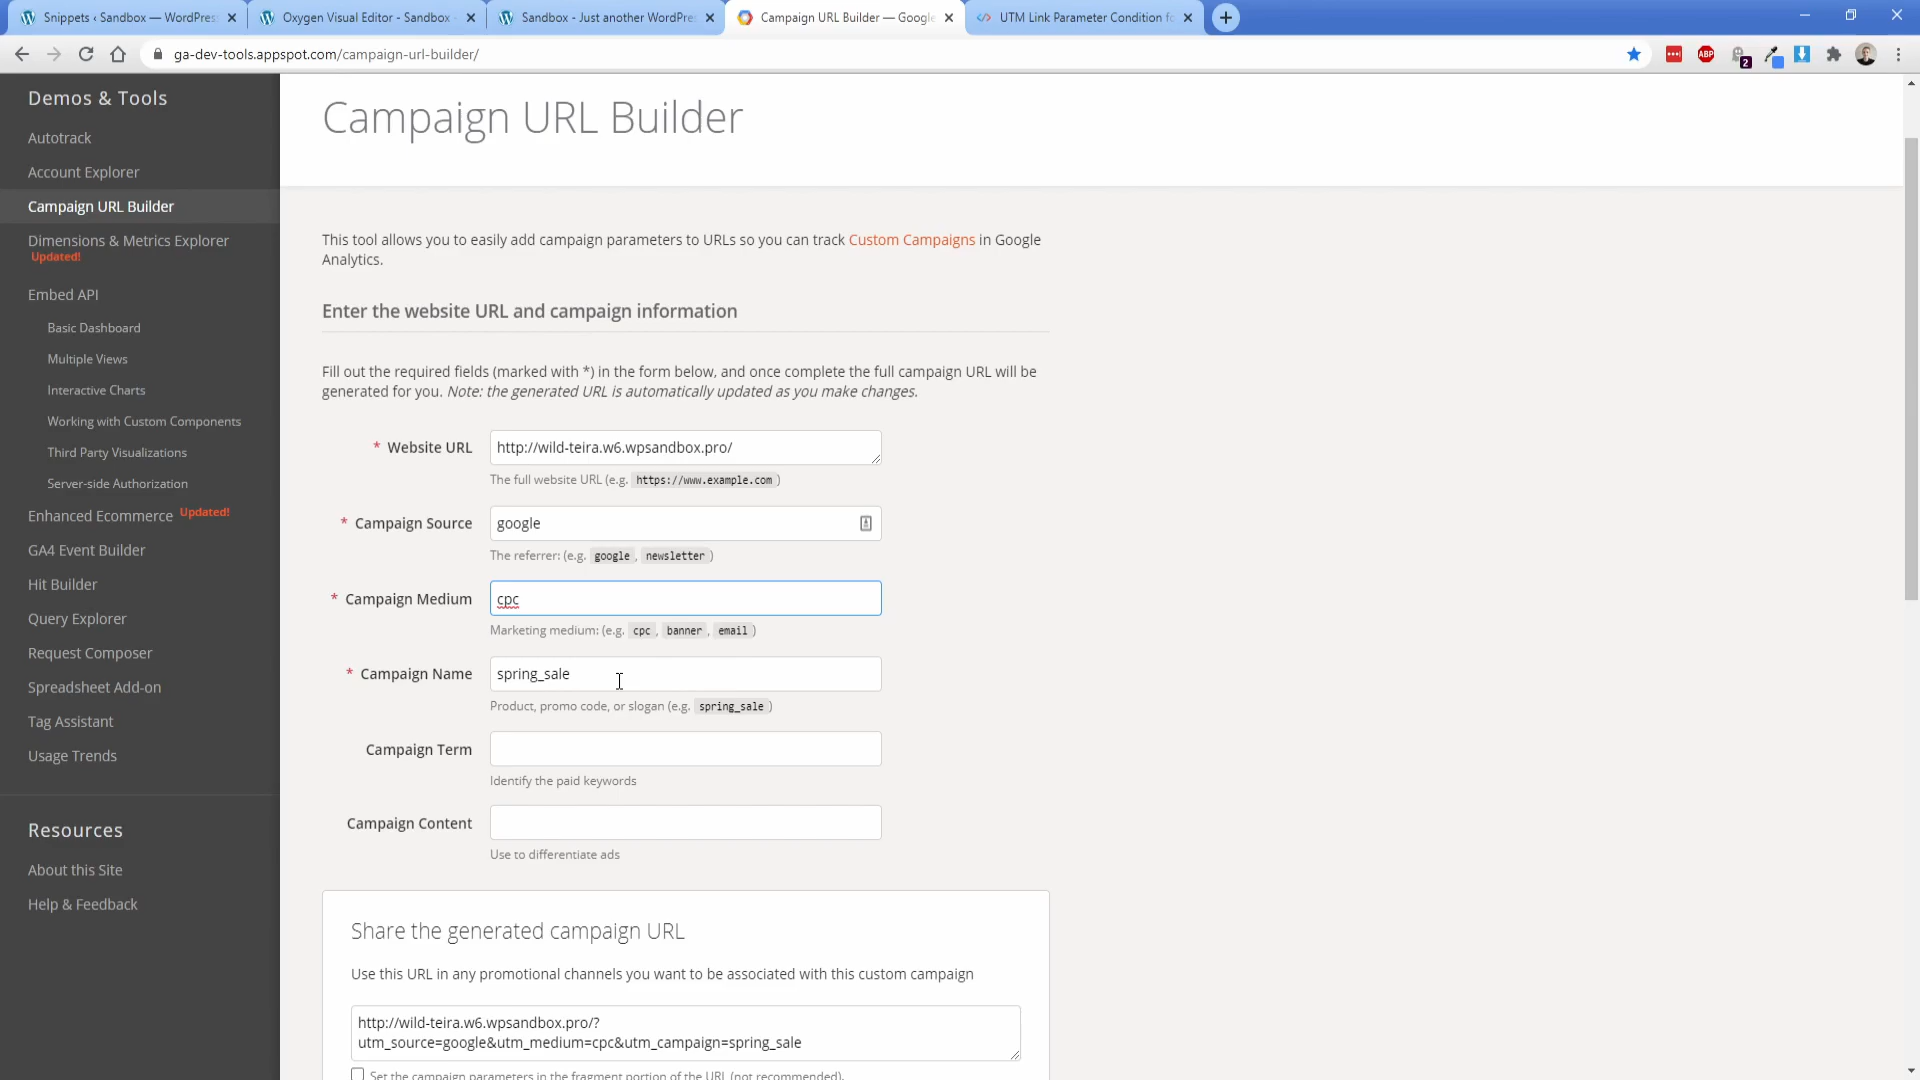 Snippets ‹ Sandbox — WordPres
Oxygen Visual Editor - Sandbox -
Sandbox - Just another WordPre
Campaign URL Builder — Google
UTM Link Parameter Condition fo
ga-dev-tools.appspot.com/campaign-url-builder/
ABP
2
Demos & Tools
Autotrack
Account Explorer
Campaign URL Builder
Dimensions & Metrics Explorer
Updated!
Embed API
Basic Dashboard
Multiple Views
Interactive Charts
Working with Custom Components
Third Party Visualizations
Server-side Authorization
Enhanced Ecommerce Updated!
GA4 Event Builder
Hit Builder
Query Explorer
Request Composer
Spreadsheet Add-on
Tag Assistant
Usage Trends
Resources
About this Site
Help & Feedback
Campaign URL Builder
This tool allows you to easily add campaign parameters to URLs so you can track Custom Campaigns in Google
Analytics.
Enter the website URL and campaign information
Fill out the required fields (marked with *) in the form below, and once complete the full campaign URL will be
generated for you. Note: the generated URL is automatically updated as you make changes.
* Website URL http://wild-teira.w6.wpsandbox.pro/
The full website URL (e.g. https://www.example.com )
* Campaign Source google
The referrer: (e.g. google , newsletter )
* Campaign Medium cpc
Marketing medium: (e.g. cpc , banner , email )
* Campaign Name spring_sale
Product, promo code, or slogan (e.g. spring_sale )
Campaign Term
Identify the paid keywords
Campaign Content
Use to differentiate ads
Share the generated campaign URL
Use this URL in any promotional channels you want to be associated with this custom campaign
http://wild-teira.w6.wpsandbox.pro/?
utm_source=google&utm_medium=cpc&utm_campaign=spring_sale
Set the campaign parameters in the fragment portion of the URL (not recommended).